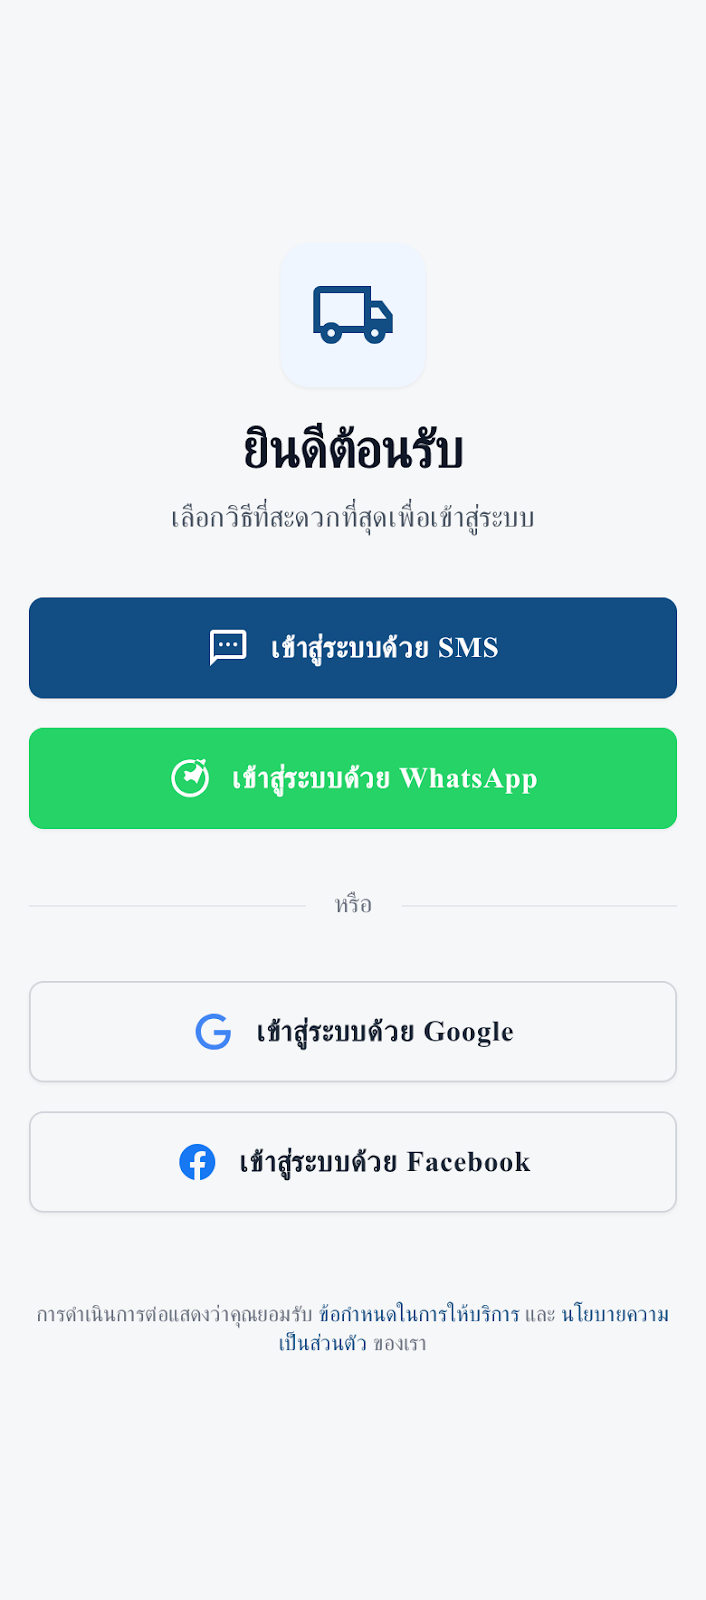 ยินดีต้อนรับ
เลือกวิธีที่สะดวกที่สุดเพื่อเข้าสู่ระบบ
เข้าสู่ระบบด้วย SMS
เข้าสู่ระบบด้วย WhatsApp
หรือ
เข้าสู่ระบบด้วย Google
เข้าสู่ระบบด้วย Facebook
การดำเนินการต่อแสดงว่าคุณยอมรับ ข้อกำหนดในการให้บริการ และ นโยบายความ
เป็นส่วนตัว ของเรา